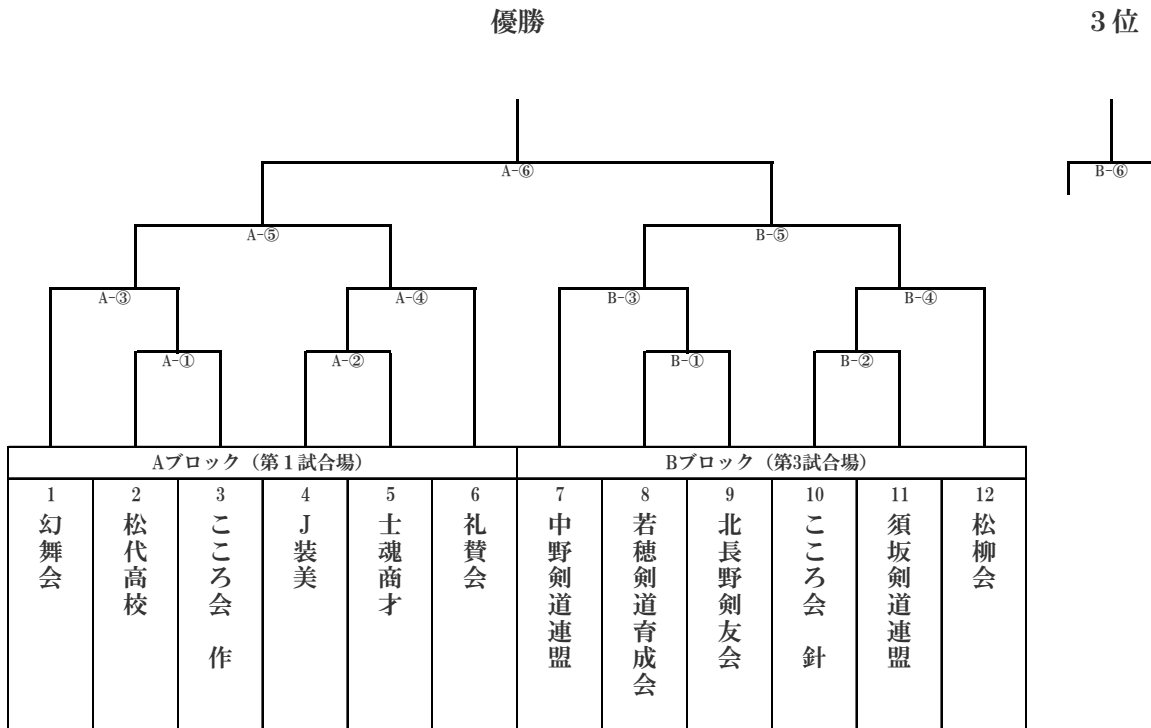 優勝
３位
A-⑥
B-⑥
A-⑤
B-⑤
A-③
A-④
B-③
B-④
A-①
A-②
B-①
B-②
Aブロック（第１試合場）
Bブロック（第3試合場）
1
2
3
4
5
6
7
8
9
10
11
12
幻舞会
松代高校
こころ会　作
Ｊ装美
士魂商才
礼賛会
中野剣道連盟
若穂剣道育成会
北長野剣友会
こころ会　針
須坂剣道連盟
松柳会